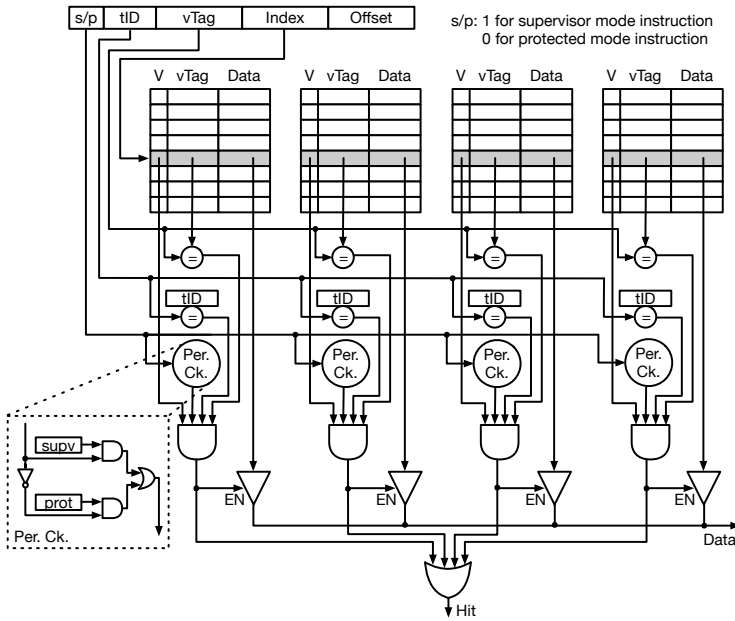 s/p tID vTag Index Offset
s/p: 1 for supervisor mode instruction
0 for protected mode instruction
V vTag Data V vTag Data V vTag Data V vTag Data
= = = =
tID tID tID tID
= = = =
Per. Ck. Per. Ck. Per. Ck. Per. Ck.
supv
prot
Per. Ck.
EN EN EN EN
Data
Hit